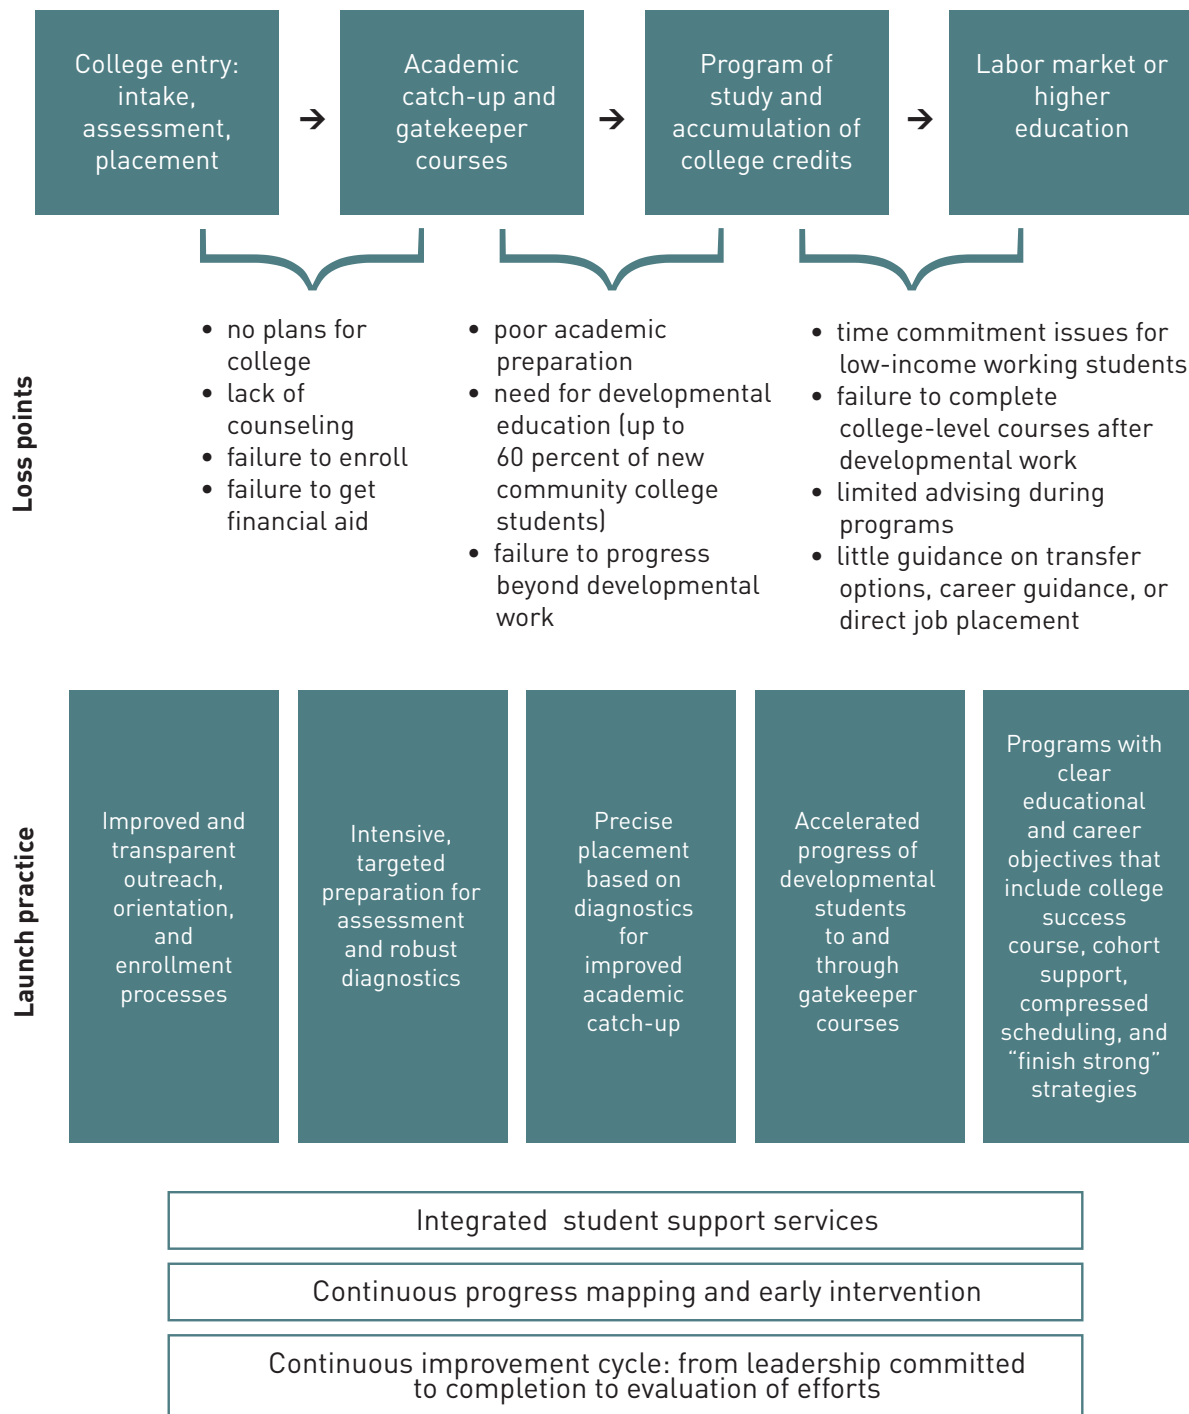 College entry:
intake,
assessment,
placement
➔
Academic
catch-up and
gatekeeper
courses
➔
Program of
study and
accumulation of
college credits
➔
Labor market or
higher
education
Loss points
• no plans for
college
• lack of
counseling
• failure to enroll
• failure to get
financial aid
• poor academic
preparation
• need for developmental
education (up to
60 percent of new
community college
students)
• failure to progress
beyond developmental
work
• time commitment issues for
low-income working students
• failure to complete
college-level courses after
developmental work
• limited advising during
programs
• little guidance on transfer
options, career guidance, or
direct job placement
Launch practice
Improved and
transparent
outreach,
orientation,
and
enrollment
processes
Intensive,
targeted
preparation for
assessment
and robust
diagnostics
Precise
placement
based on
diagnostics
for
improved
academic
catch-up
Accelerated
progress of
developmental
students
to and
through
gatekeeper
courses
Programs with
clear
educational
and career
objectives that
include college
success
course, cohort
support,
compressed
scheduling, and
“finish strong”
strategies
Integrated student support services
Continuous progress mapping and early intervention
Continuous improvement cycle: from leadership committed
to completion to evaluation of efforts